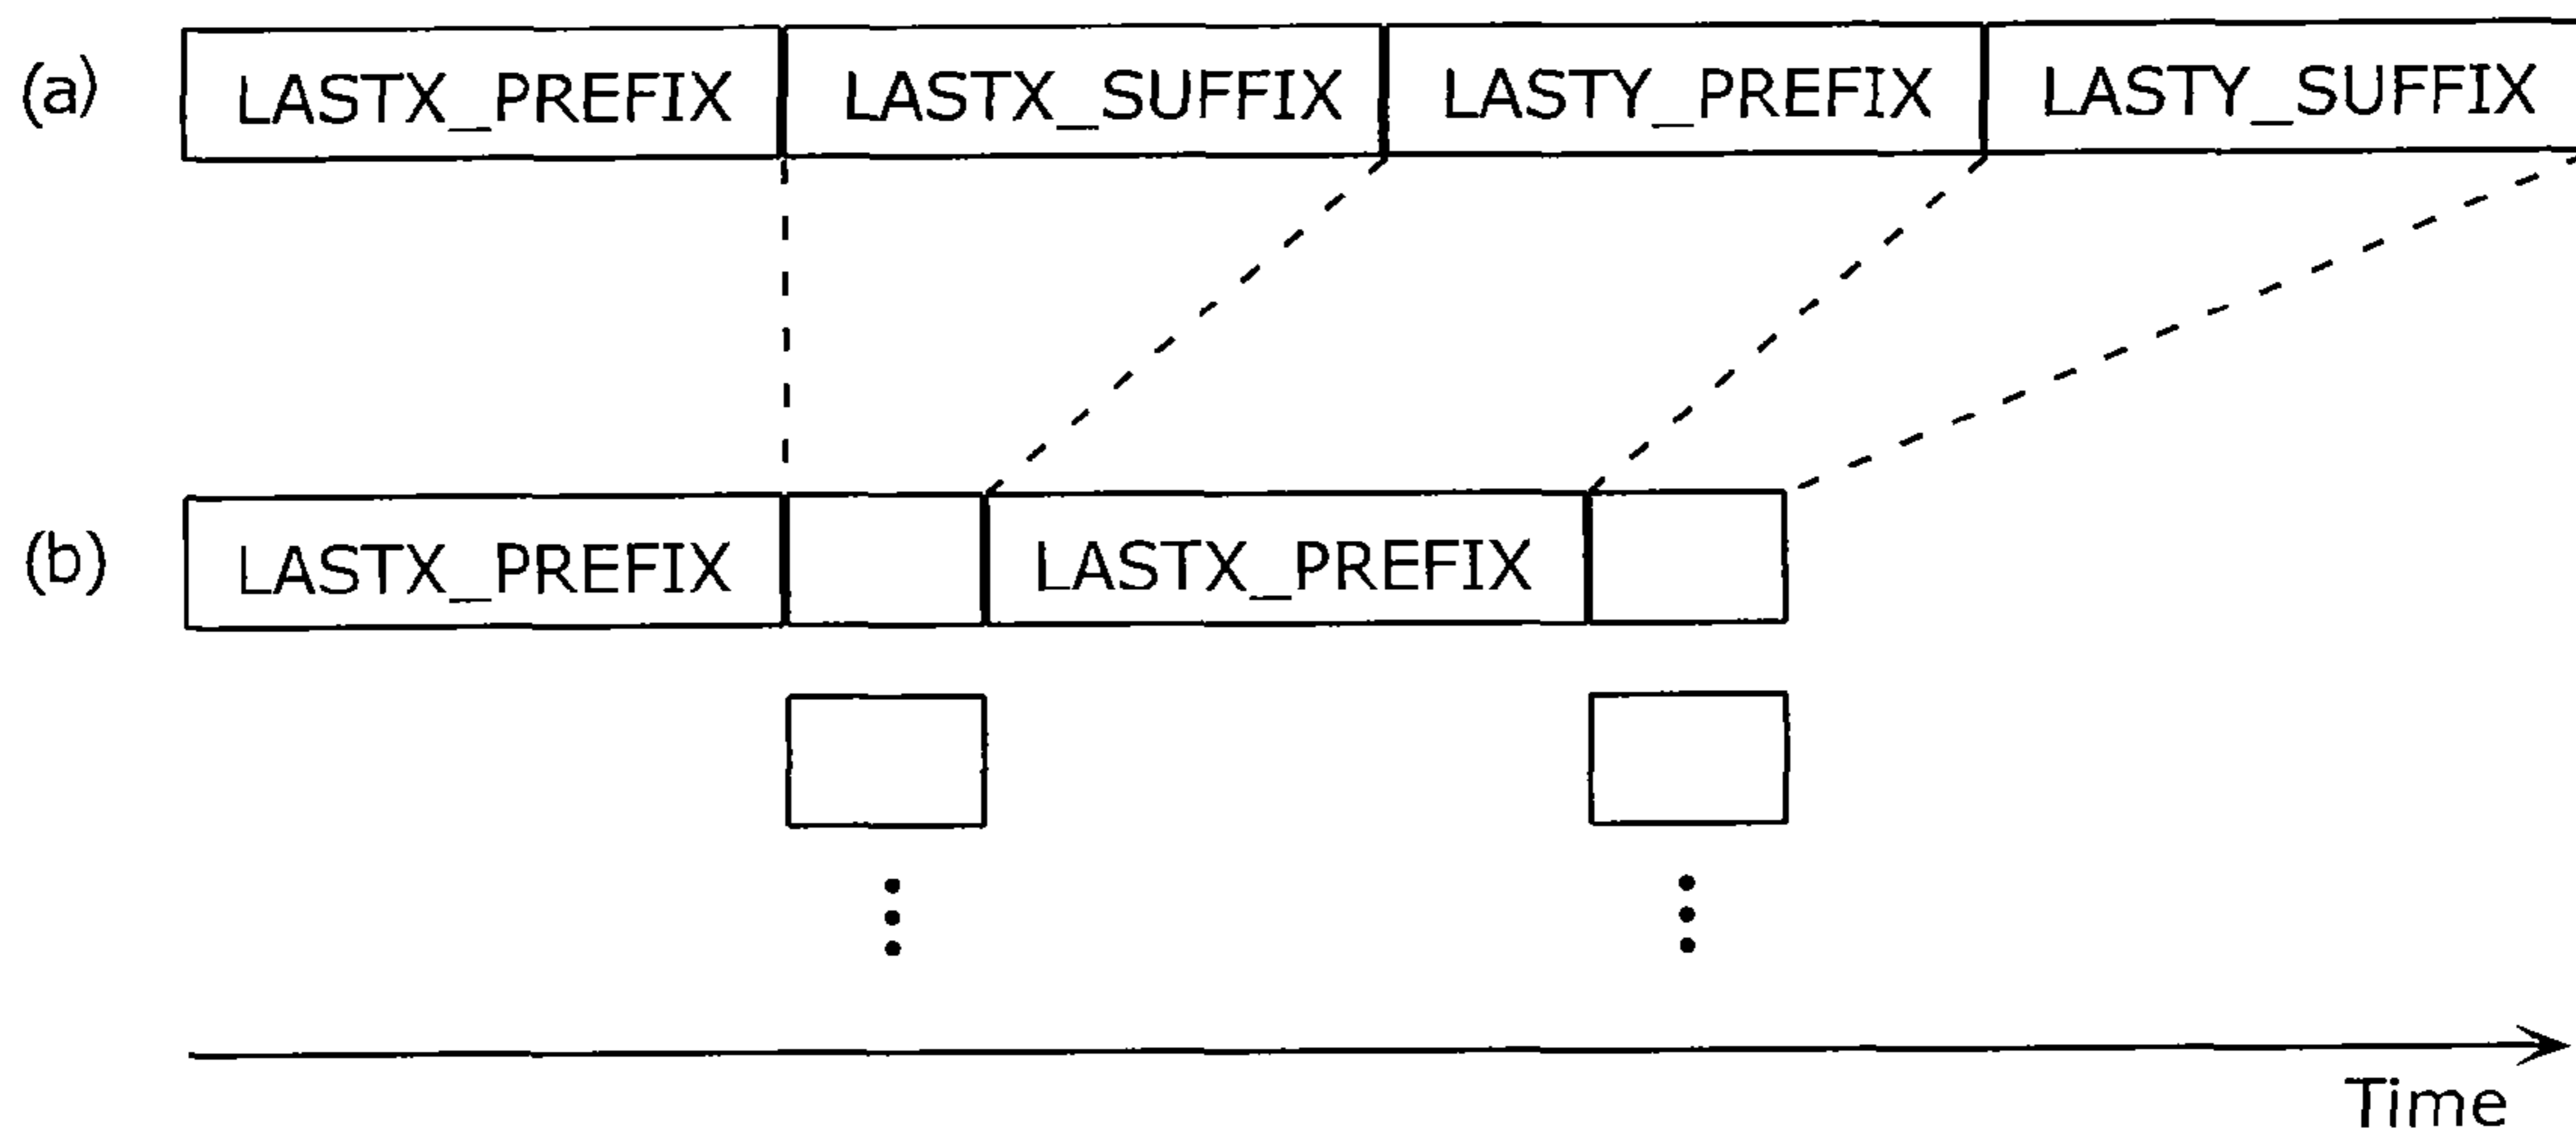 (a) LASTX_PREFIX LASTX_SUFFIX LASTY_PREFIX LASTY_SUFFIX
(b) LASTX_PREFIX LASTX_PREFIX
Time